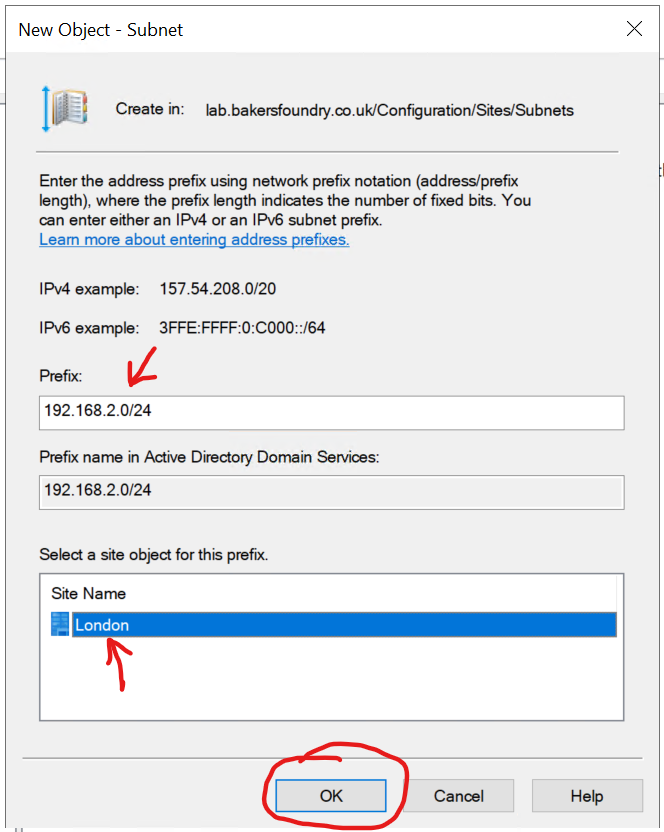 New Object - Subnet
Create in: lab.bakersfoundry.co.uk/Configuration/Sites/Subnets
Enter the address prefix using network prefix notation (address/prefix
length), where the prefix length indicates the number of fixed bits. You
can enter either an IPv4 or an IPv6 subnet prefix.
Learn more about entering address prefixes.
IPv4 example: 157.54.208.0/20
IPv6 example: 3FFE:FFFF:0:C000::/64
Prefix:
192.168.2.0/24
Prefix name in Active Directory Domain Services:
192.168.2.0/24
Select a site object for this prefix.
Site Name
London
OK Cancel Help